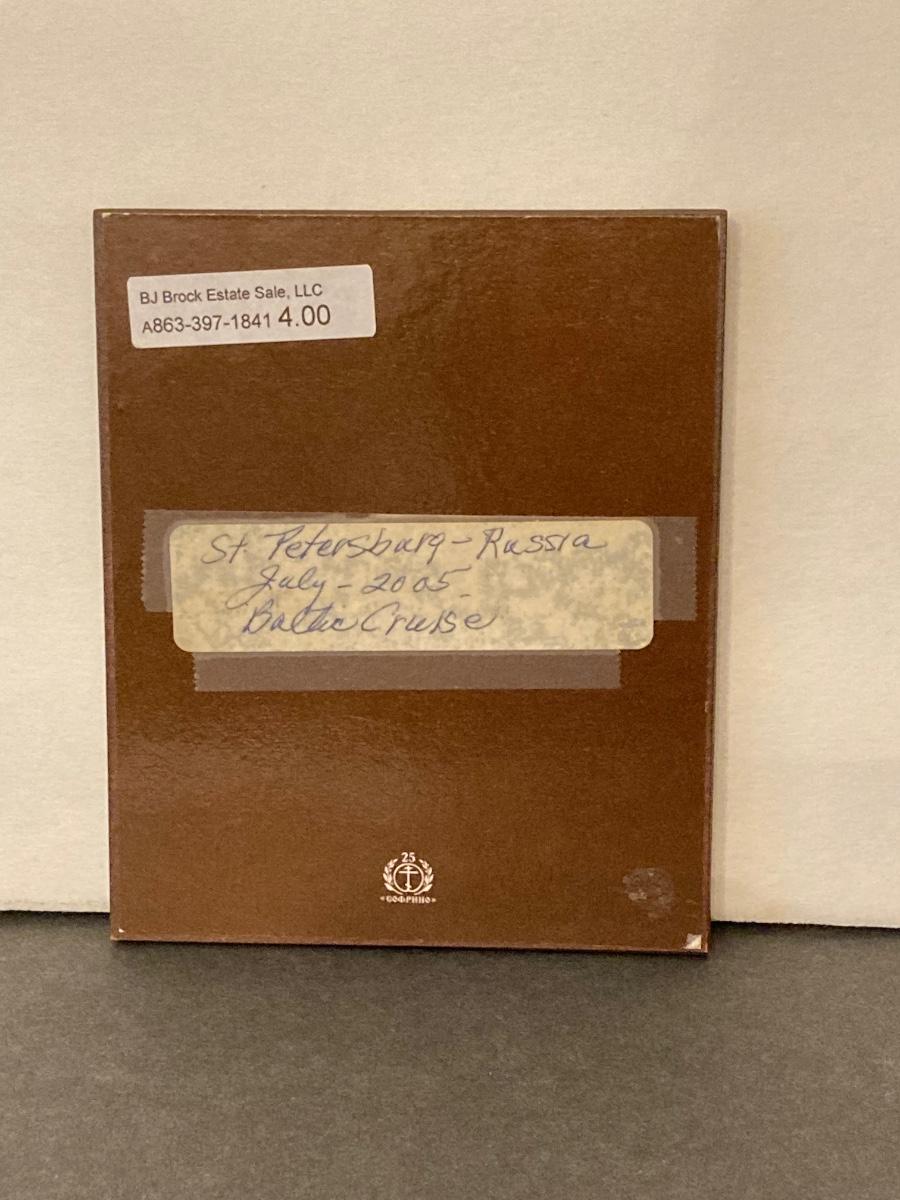 BJ Brock Estate Sale, LLC
A863-397-1841 4.00
St Petersburg - Russia
July - 2005
Baltic Cruise
25
«СОФРИНО»